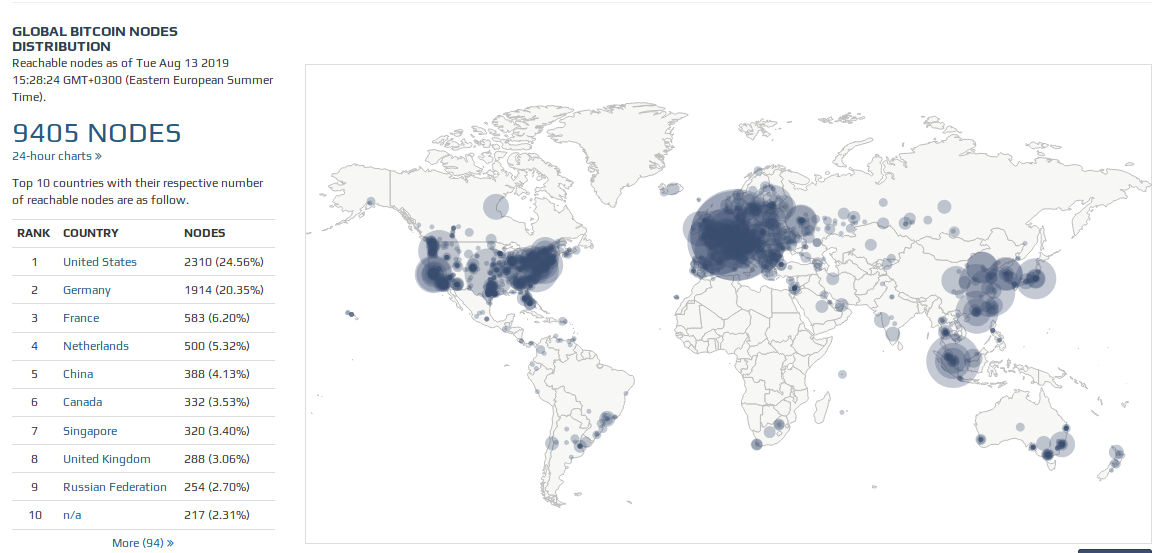 GLOBAL BITCOIN NODES
DISTRIBUTION
Reachable nodes as of Tue Aug 13 2019
15:28:24 GMT+0300 (Eastern European Summer
Time).
9405 NODES
24-hour charts »
Top 10 countries with their respective number
of reachable nodes are as follow.
RANK COUNTRY NODES
1 United States 2310 (24.56%)
2 Germany 1914 (20.35%)
3 France 583 (6.20%)
4 Netherlands 500 (5.32%)
5 China 388 (4.13%)
6 Canada 332 (3.53%)
7 Singapore 320 (3.40%)
8 United Kingdom 288 (3.06%)
9 Russian Federation 254 (2.70%)
10 n/a 217 (2.31%)
More (94) »